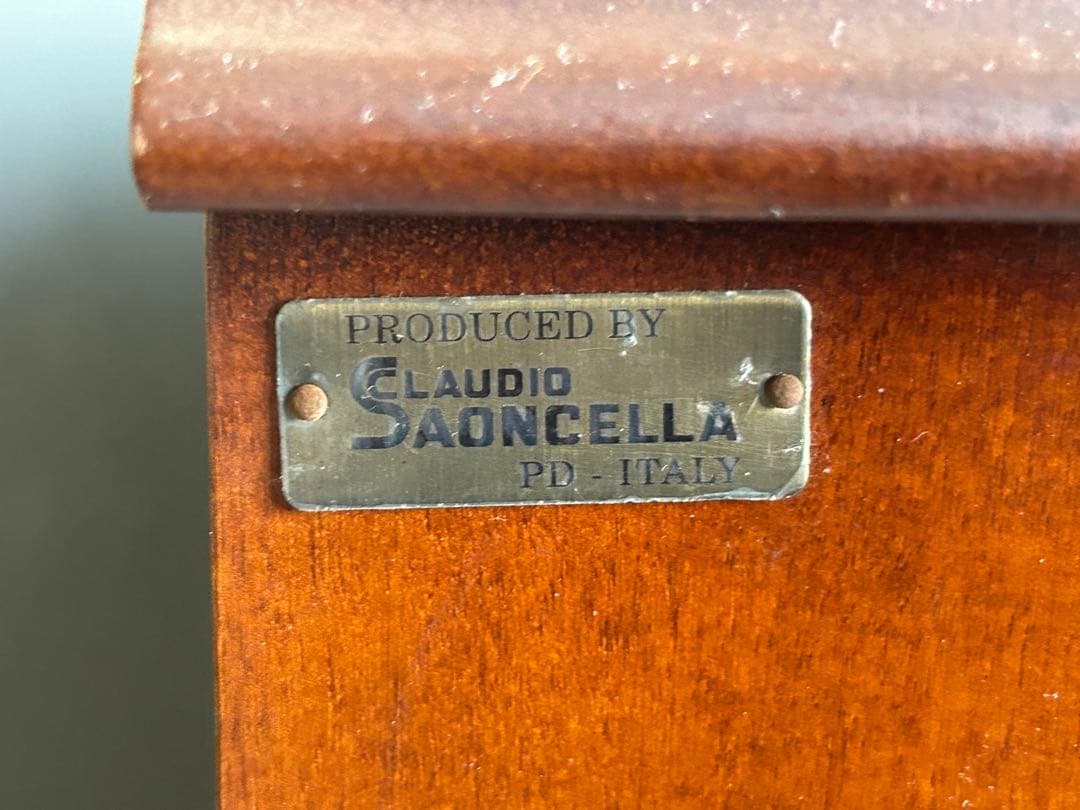 PRODUCED BY
CLAUDIO
SAONCELLA
PD - ITALY